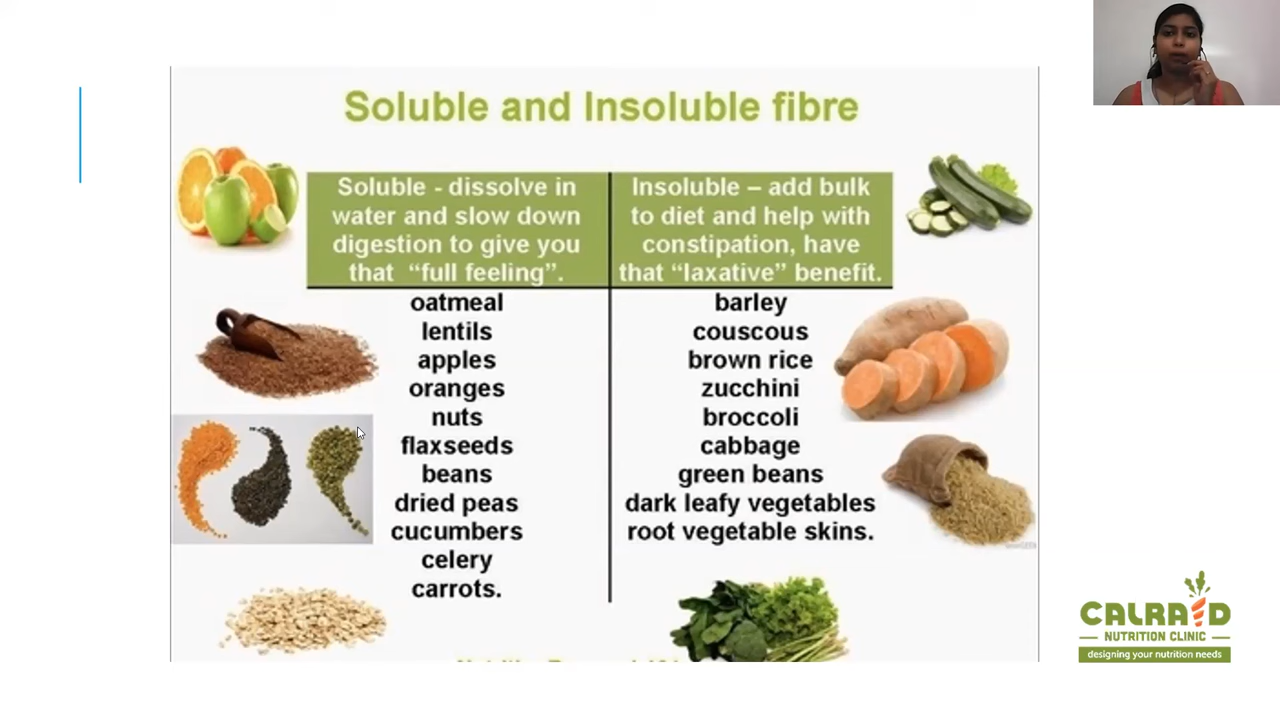 Soluble and Insoluble fibre
Soluble - dissolve in
water and slow down
digestion to give you
that “full feeling”.
Insoluble – add bulk
to diet and help with
constipation, have
that “laxative” benefit.
oatmeal
lentils
apples
oranges
nuts
flaxseeds
beans
dried peas
cucumbers
celery
carrots.
barley
couscous
brown rice
zucchini
broccoli
cabbage
green beans
dark leafy vegetables
root vegetable skins.
CALRAID
NUTRITION CLINIC
designing your nutrition needs